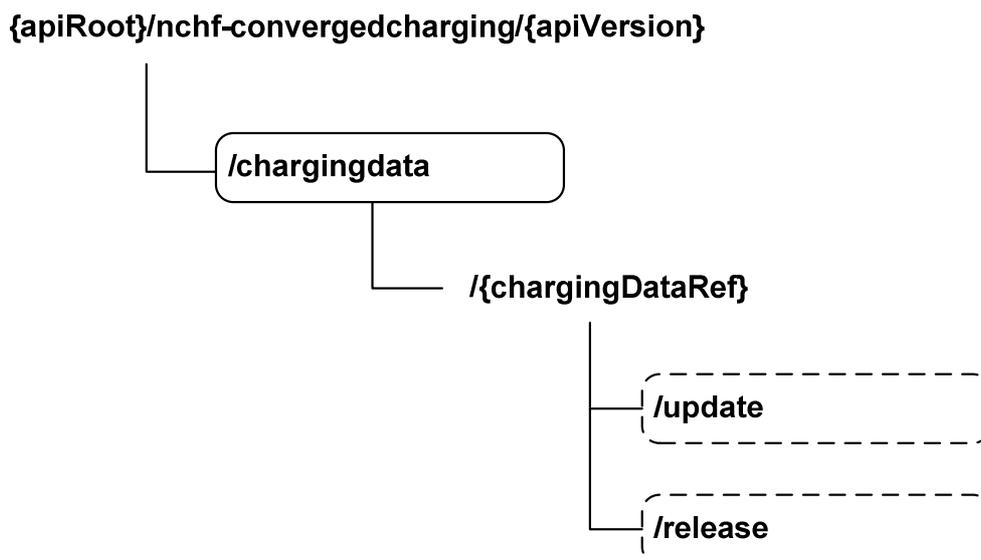 {apiRoot}/nchf-convergedcharging/{apiVersion}
/chargingdata
/{chargingDataRef}
/update
/release